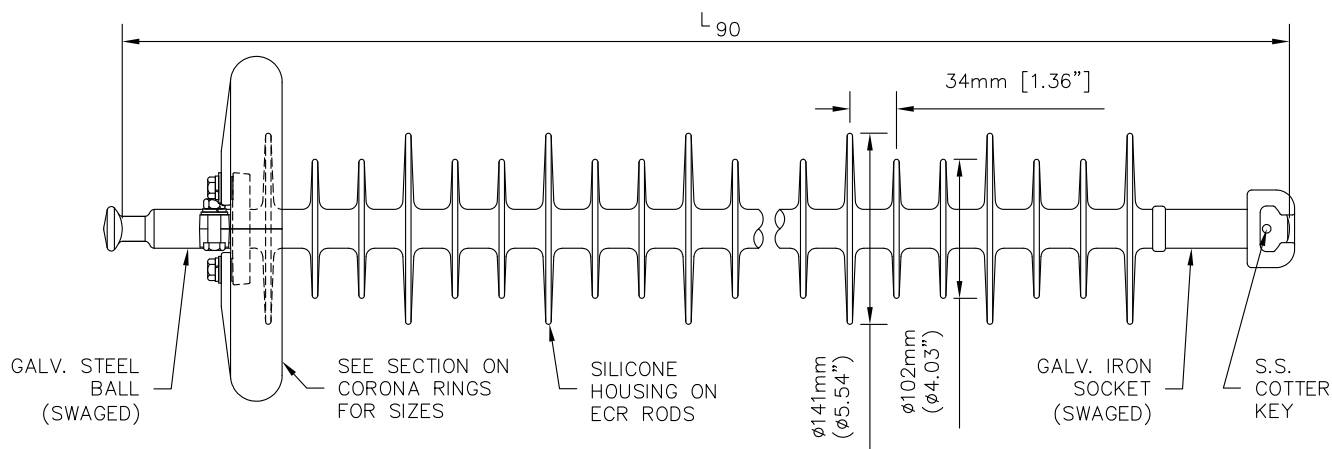 L90
34mm [1.36”]
GALV. STEEL
BALL
(SWAGED)
SEE SECTION ON
CORONA RINGS
FOR SIZES
SILICONE
HOUSING ON
ECR RODS
ø141mm
(ø5.54”)
ø102mm
(ø4.03”)
GALV. IRON
SOCKET
(SWAGED)
S.S.
COTTER
KEY